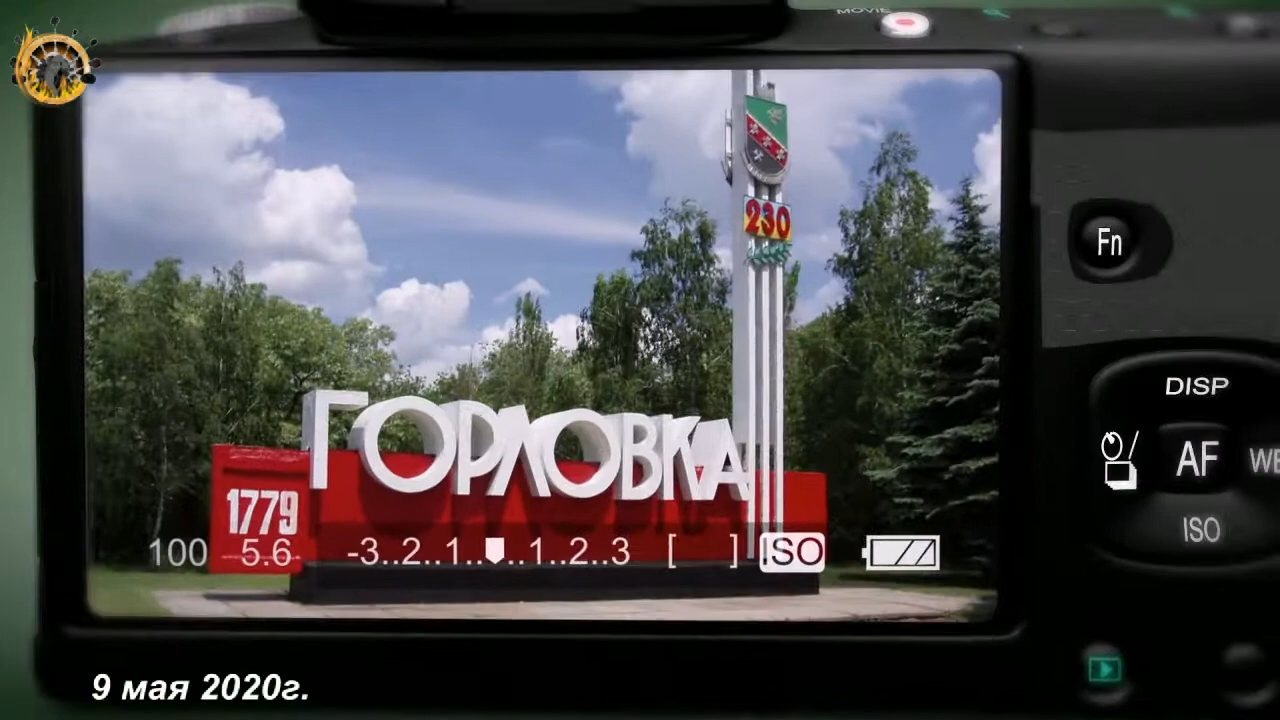 MOVIE
230
Fn
DISP
ГОРЛОВКА
AF
WB
1779
ISO
100 5.6 -3..2..1.. ..1..2..3 [ ] ISO
9 мая 2020г.